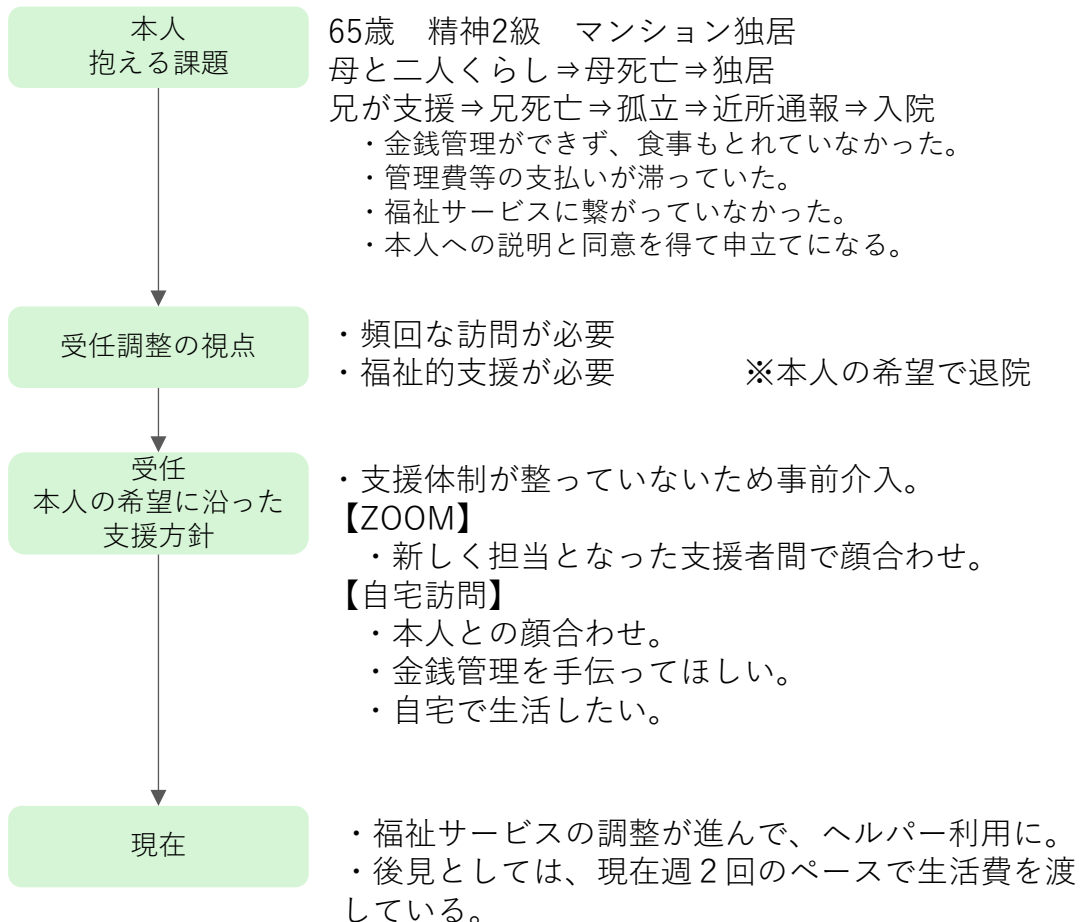 本人
抱える課題
65歳　精神2級　マンション独居
母と二人くらし⇒母死亡⇒独居
兄が支援⇒兄死亡⇒孤立⇒近所通報⇒入院
・金銭管理ができず、食事もとれていなかった。
・管理費等の支払いが滞っていた。
・福祉サービスに繋がっていなかった。
・本人への説明と同意を得て申立てになる。
受任調整の視点
・頻回な訪問が必要
・福祉的支援が必要　　　　※本人の希望で退院
受任
本人の希望に沿った
支援方針
・支援体制が整っていないため事前介入。
【ZOOM】
・新しく担当となった支援者間で顔合わせ。
【自宅訪問】
・本人との顔合わせ。
・金銭管理を手伝ってほしい。
・自宅で生活したい。
現在
・福祉サービスの調整が進んで、ヘルパー利用に。
・後見としては、現在週２回のペースで生活費を渡
している。